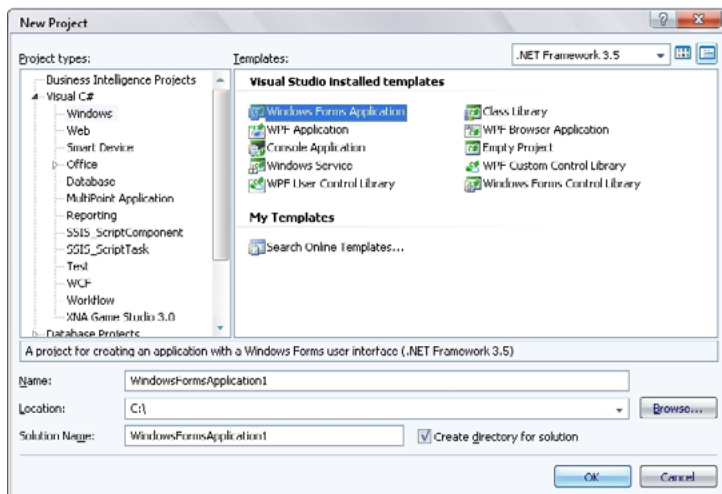 New Project
Project types:
Templates:
.NET Framework 3.5
Business Intelligence Projects
Visual C#
Windows
Web
Smart Device
Office
Database
MultiPoint Application
Reporting
SSIS_ScriptComponent
SSIS_ScriptTask
Test
WCF
Workflow
XNA Game Studio 3.0
Database Projects
Visual Studio installed templates
Windows Forms Application
Class Library
WPF Application
WPF Browser Application
Console Application
Empty Project
Windows Service
WPF Custom Control Library
WPF User Control Library
Windows Forms Control Library
My Templates
Search Online Templates...
A project for creating an application with a Windows Forms user interface (.NET Framework 3.5)
Name:
WindowsFormsApplication1
Location:
C:\
Browse...
Solution Name:
WindowsFormsApplication1
Create directory for solution
OK
Cancel